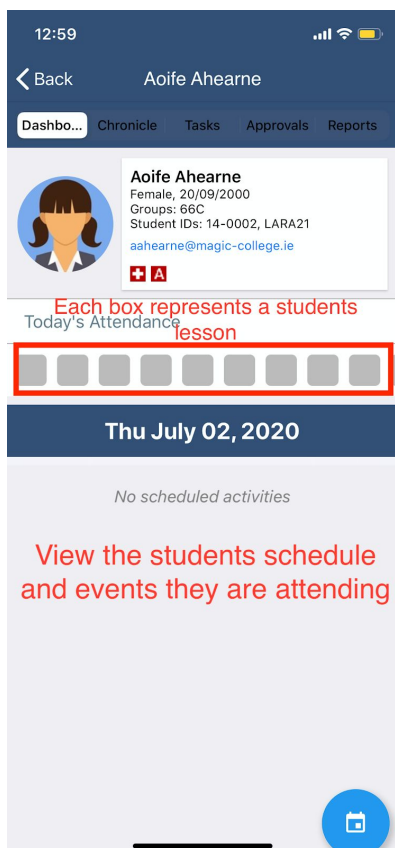 12:59
Back
Aoife Ahearne
Dashbo...
Chronicle
Tasks
Approvals
Reports
Aoife Ahearne
Female, 20/09/2000
Groups: 66C
Student IDs: 14-0002, LARA21
aahearne@magic-college.ie
A
Each box represents a students
lesson
Today's Attendance
Thu July 02, 2020
No scheduled activities
View the students schedule
and events they are attending